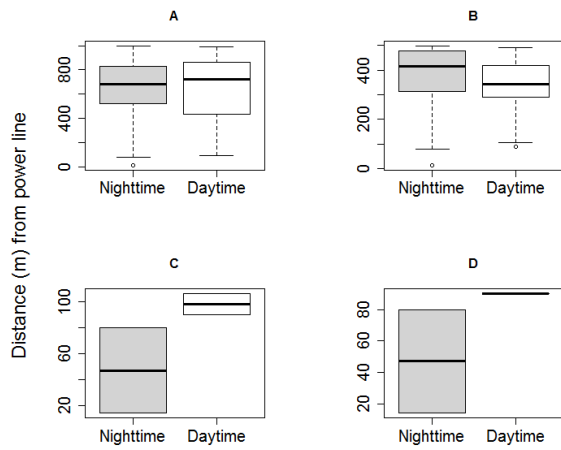 A
B
Distance (m) from power line
0 400 800
Nighttime Daytime
0 200 400
Nighttime Daytime
C
D
20 60 100
Nighttime Daytime
20 40 60 80
Nighttime Daytime